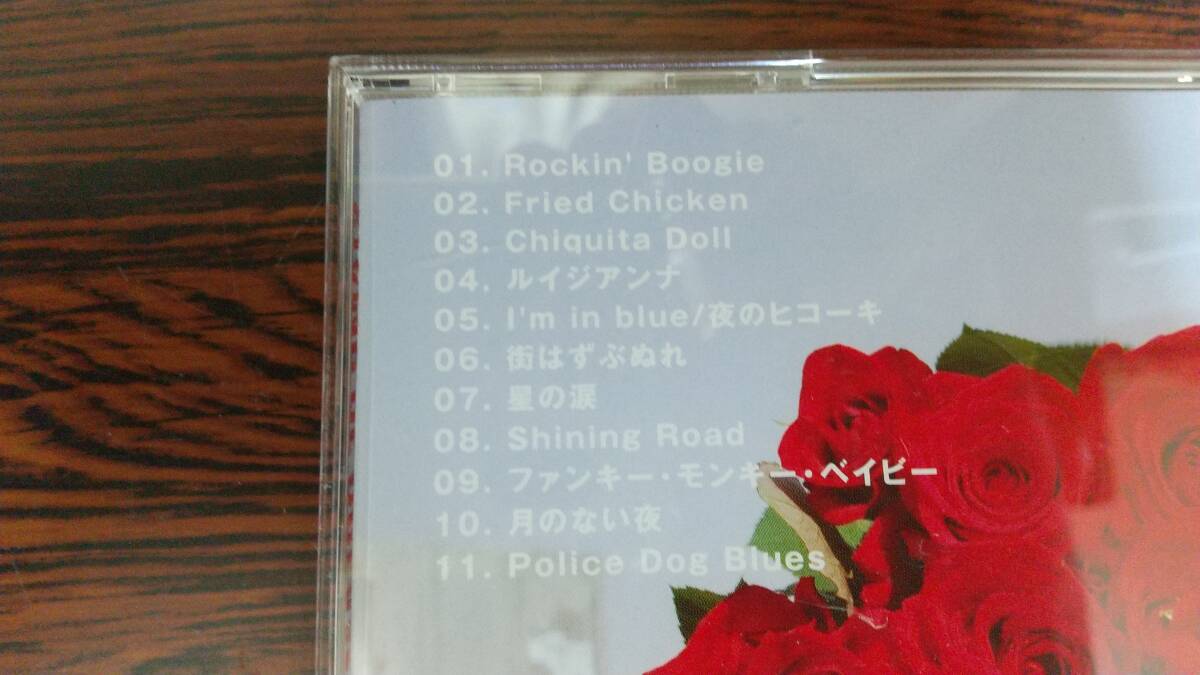 01. Rockin' Boogie
02. Fried Chicken
03. Chiquita Doll
04. ルイジアンナ
05. I'm in blue/夜のヒコーキ
06. 街はずぶぬれ
07. 星の涙
08. Shining Road
09. ファンキー・モンキー・ベイビー
10. 月のない夜
11. Police Dog Blues